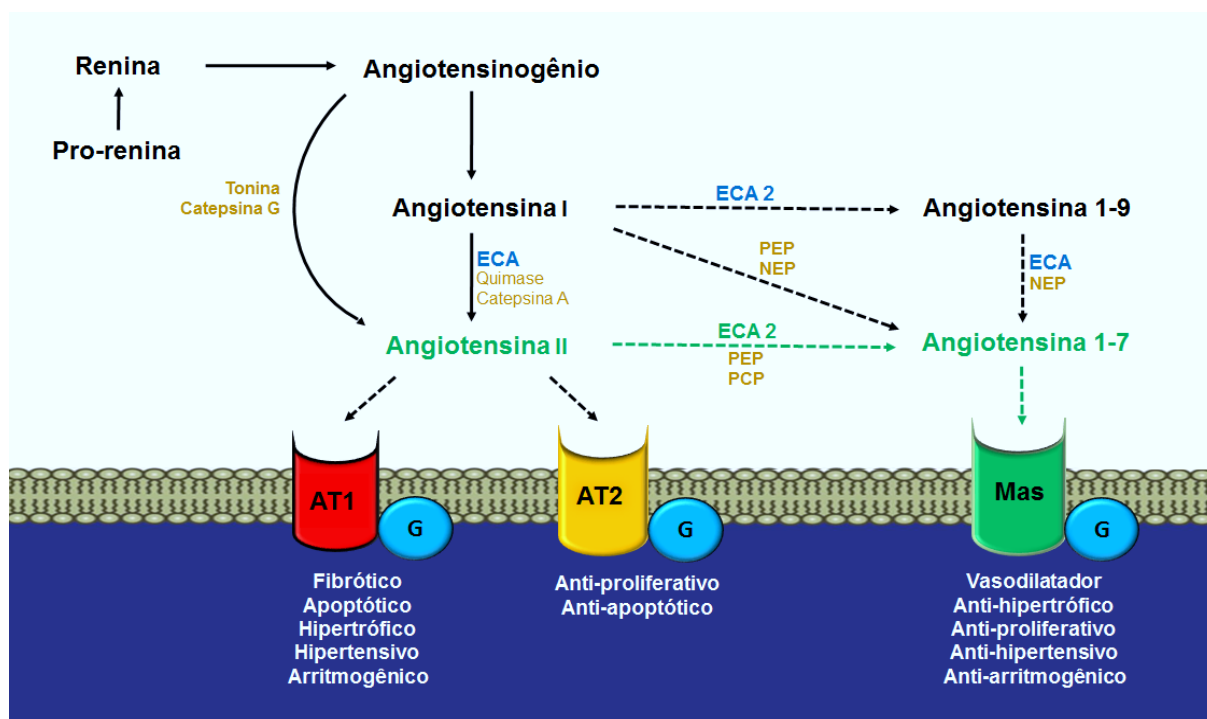 Renina
Angiotensinogênio
Pro-renina
Tonina
Catepsina G
Angiotensina I
ECA 2
Angiotensina 1-9
ECA
Quimase
Catepsina A
PEP
NEP
ECA
NEP
Angiotensina II
ECA 2
PEP
PCP
Angiotensina 1-7
AT1
G
AT2
G
Mas
G
Fibrótico
Apoptótico
Hipertrófico
Hipertensivo
Arritmogênico
Anti-proliferativo
Anti-apoptótico
Vasodilatador
Anti-hipertrófico
Anti-proliferativo
Anti-hipertensivo
Anti-arritmogênico